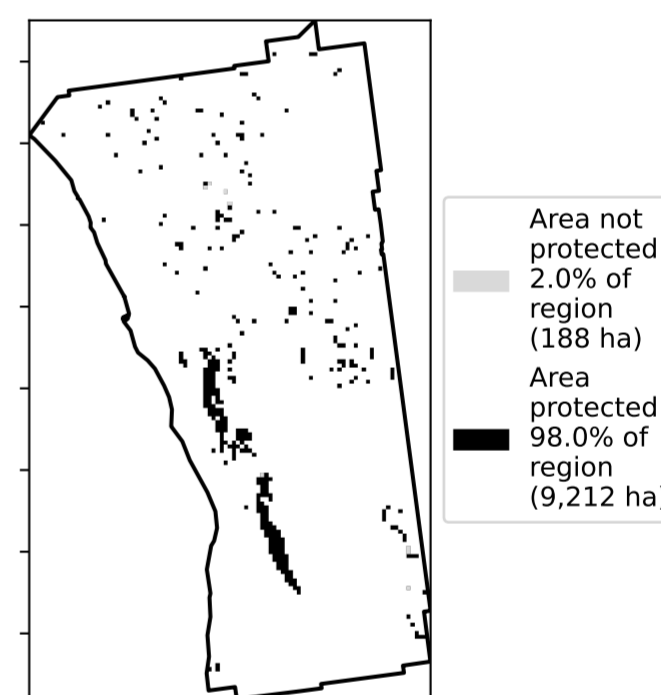 Area not
protected
2.0% of
region
(188 ha)
Area
protected
98.0% of
region
(9,212 ha)